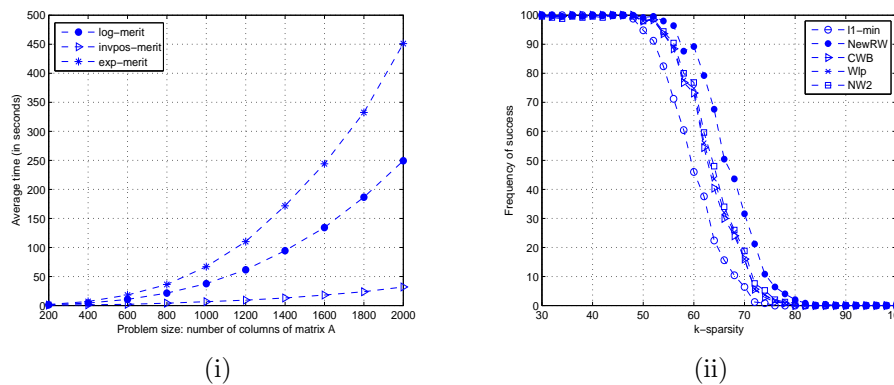 500
450
400
350
300
250
200
150
100
50
0
Average time (in seconds)
log−merit
invpos−merit
exp−merit
200 400 600 800 1000 1200 1400 1600 1800 2000
Problem size: number of columns of matrix A
(i)
100
90
80
70
60
50
40
30
20
10
0
Frequency of success
l1−min
NewRW
CWB
Wlp
NW2
30 40 50 60 70 80 90 100
k−sparsity
(ii)